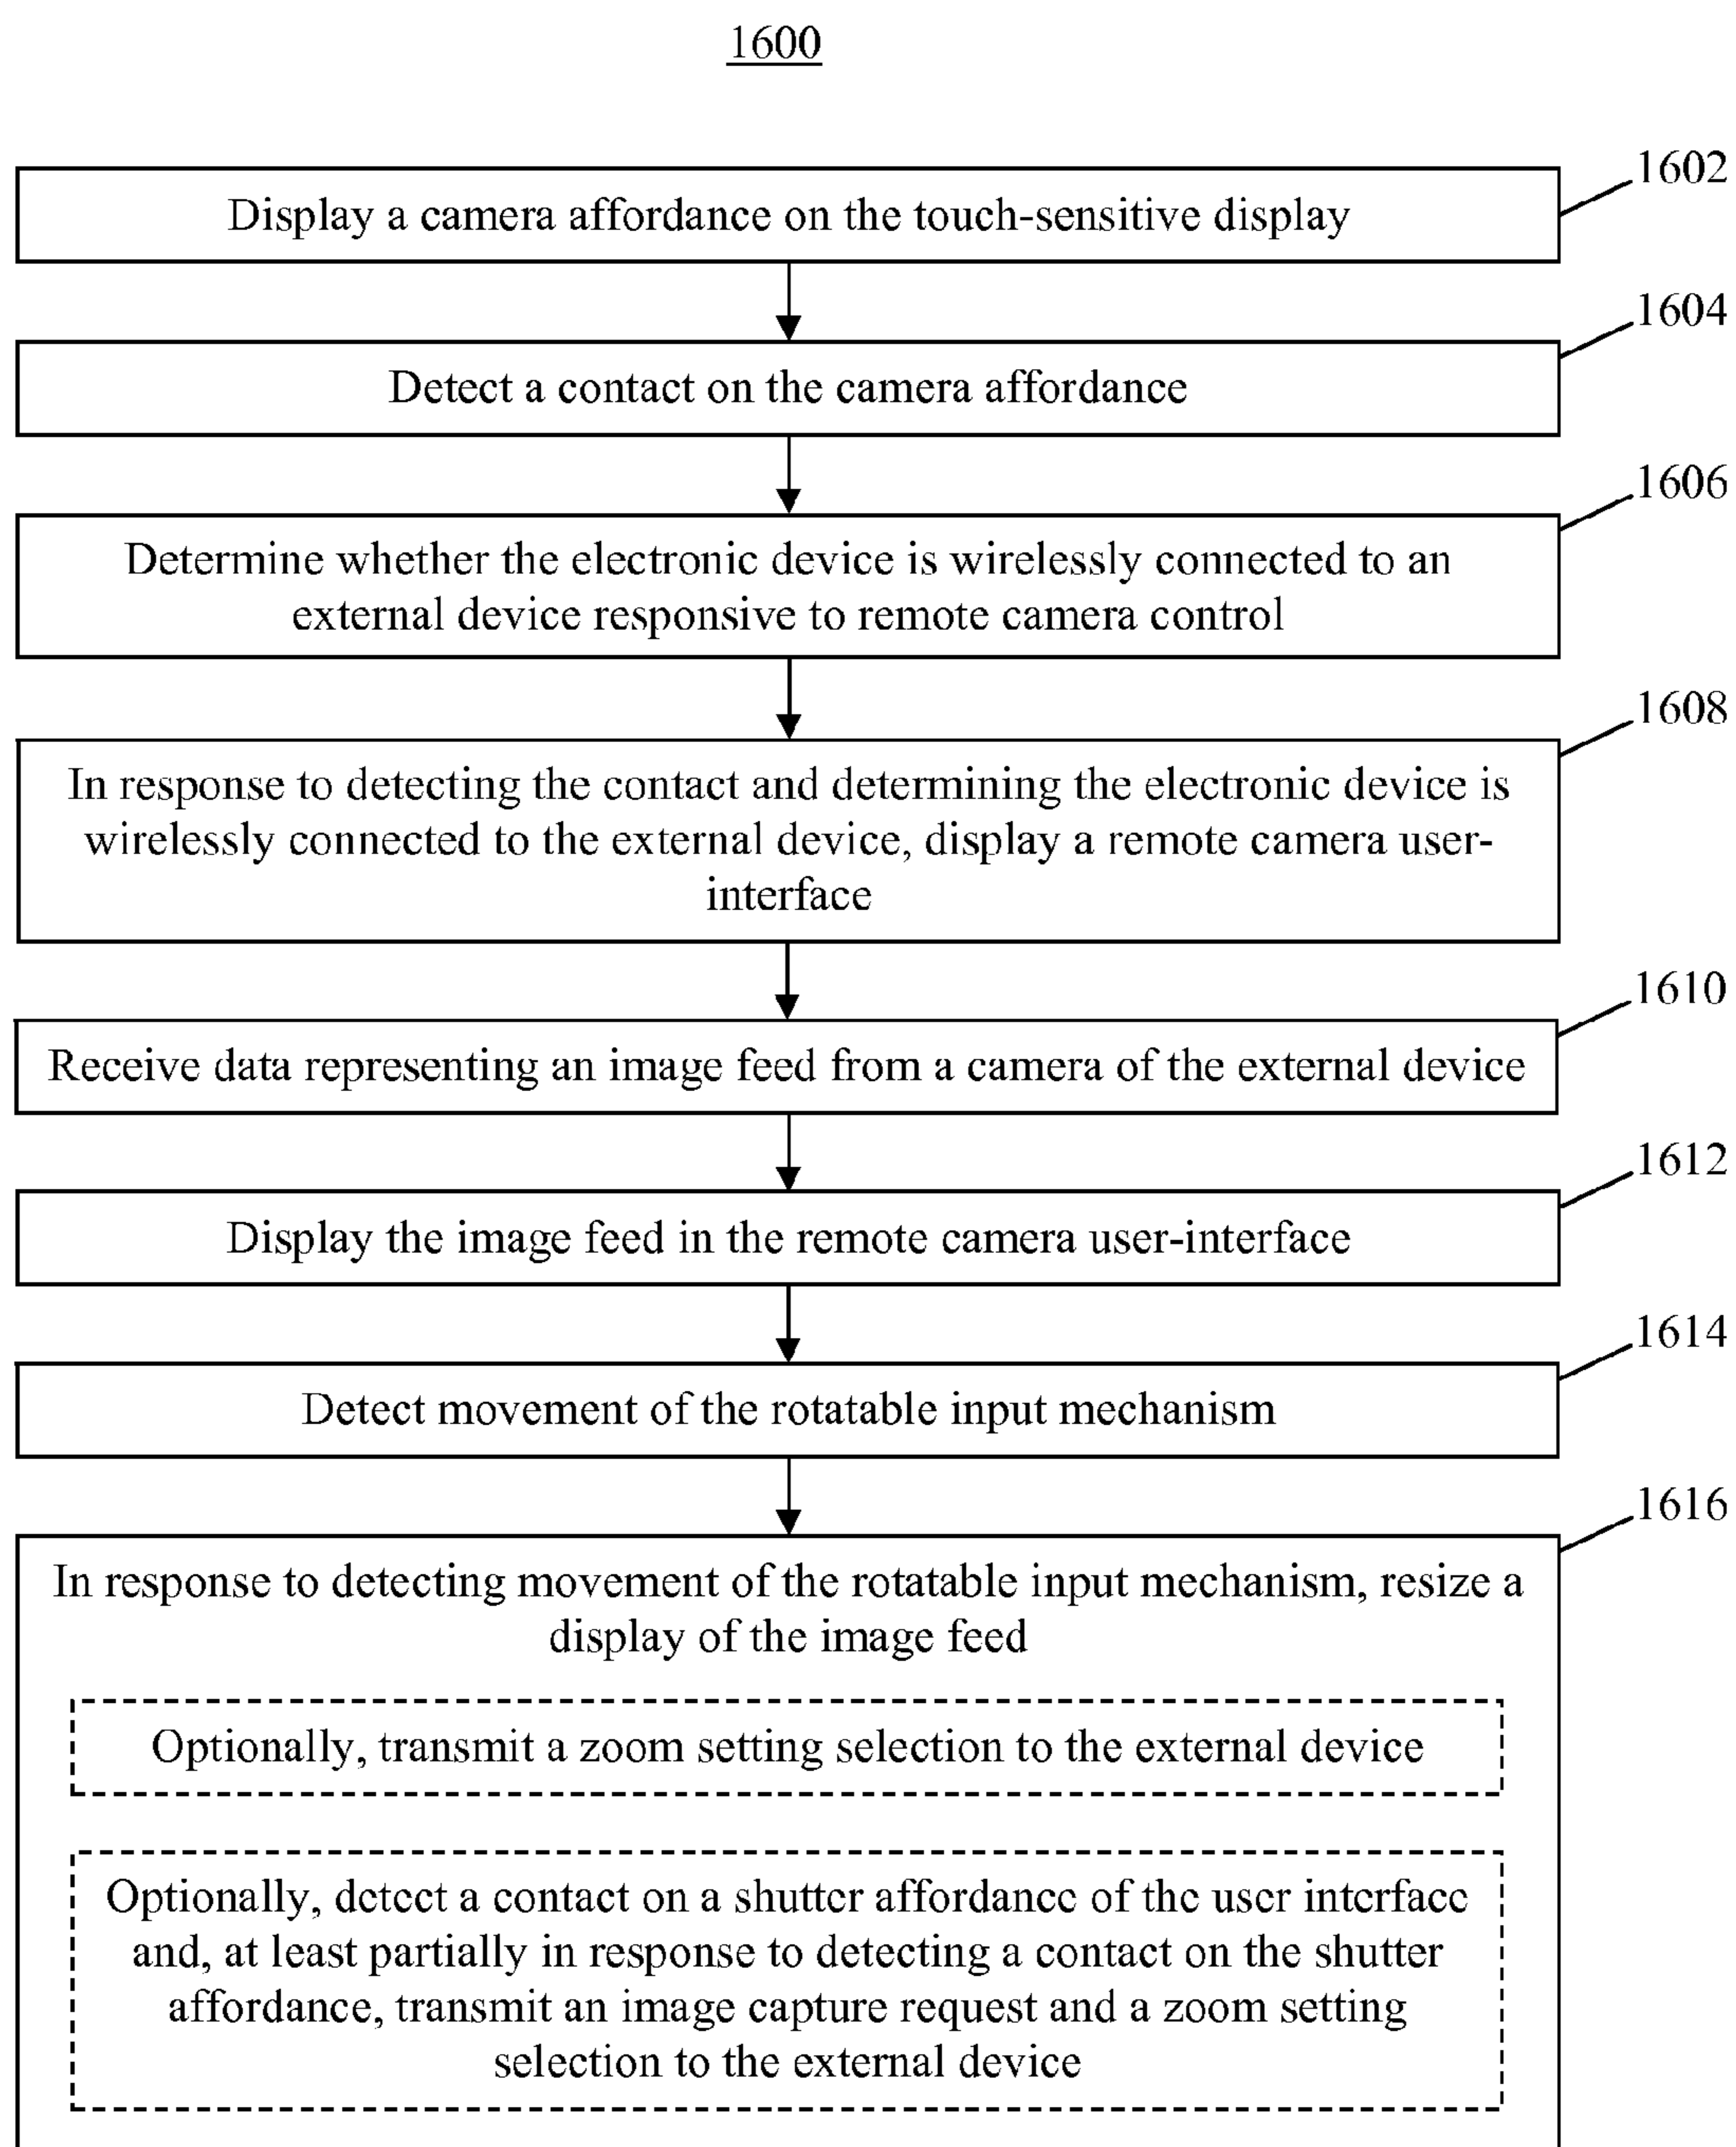 1600
1602
Display a camera affordance on the touch-sensitive display
1604
Detect a contact on the camera affordance
1606
Determine whether the electronic device is wirelessly connected to an
external device responsive to remote camera control
1608
In response to detecting the contact and determining the electronic device is
wirelessly connected to the external device, display a remote camera user-
interface
1610
Receive data representing an image feed from a camera of the external device
1612
Display the image feed in the remote camera user-interface
1614
Detect movement of the rotatable input mechanism
1616
In response to detecting movement of the rotatable input mechanism, resize a
display of the image feed
Optionally, transmit a zoom setting selection to the external device
Optionally, detect a contact on a shutter affordance of the user interface
and, at least partially in response to detecting a contact on the shutter
affordance, transmit an image capture request and a zoom setting
selection to the external device